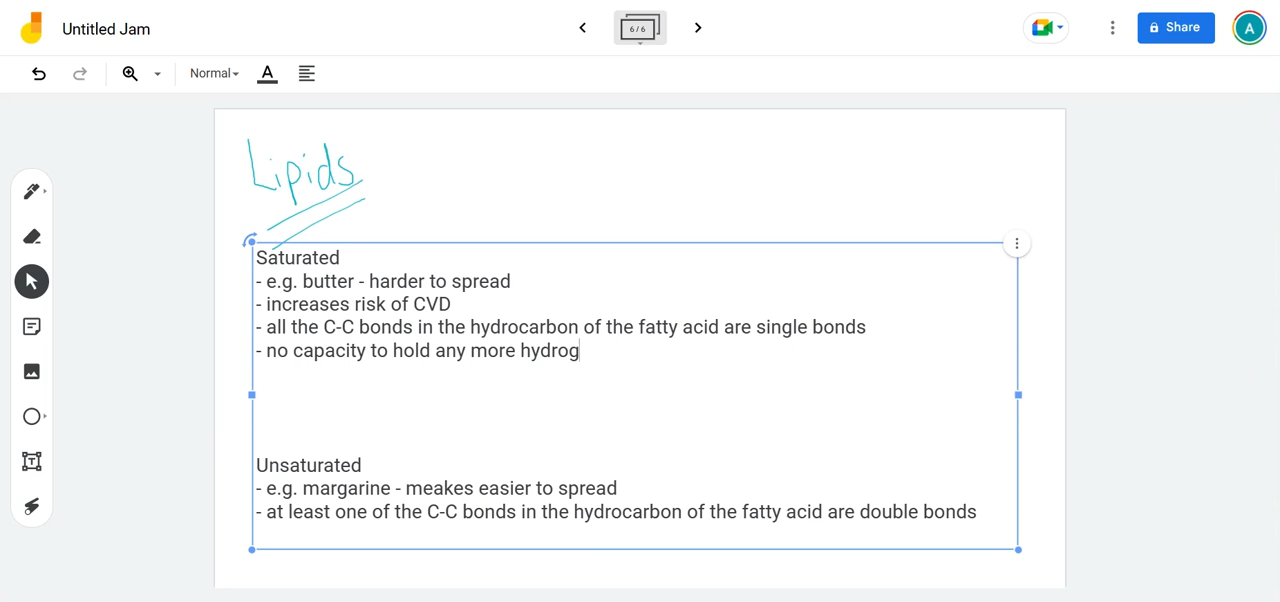 Untitled Jam
6/6
Share
A
Normal
A
Lipids
Saturated
- e.g. butter - harder to spread
- increases risk of CVD
- all the C-C bonds in the hydrocarbon of the fatty acid are single bonds
- no capacity to hold any more hydrog
Unsaturated
- e.g. margarine - meakes easier to spread
- at least one of the C-C bonds in the hydrocarbon of the fatty acid are double bonds